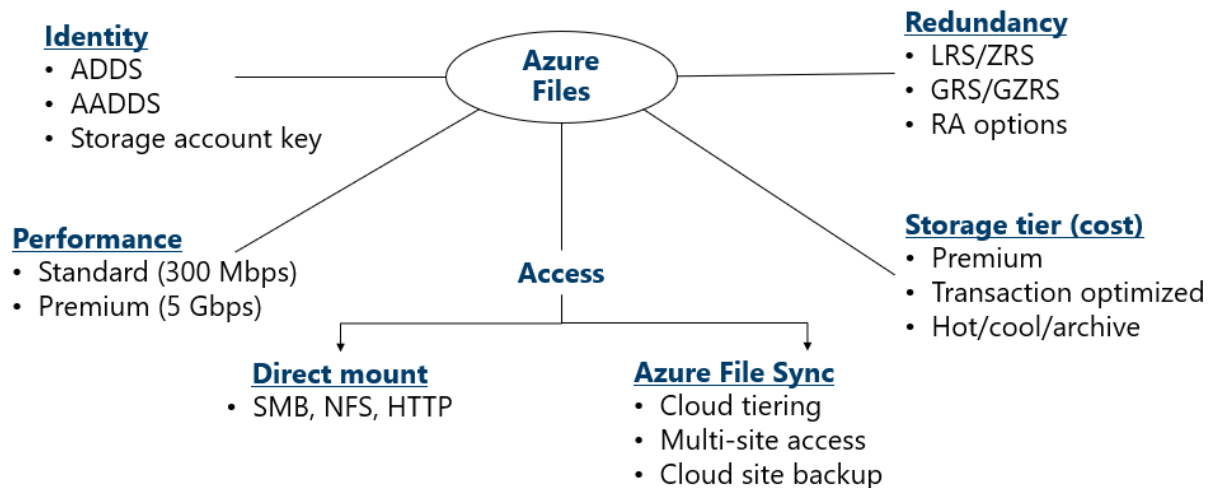 Azure
Files
Identity
• ADDS
• AADDS
• Storage account key
Redundancy
• LRS/ZRS
• GRS/GZRS
• RA options
Performance
• Standard (300 Mbps)
• Premium (5 Gbps)
Access
Storage tier (cost)
• Premium
• Transaction optimized
• Hot/cool/archive
Direct mount
• SMB, NFS, HTTP
Azure File Sync
• Cloud tiering
• Multi-site access
• Cloud site backup